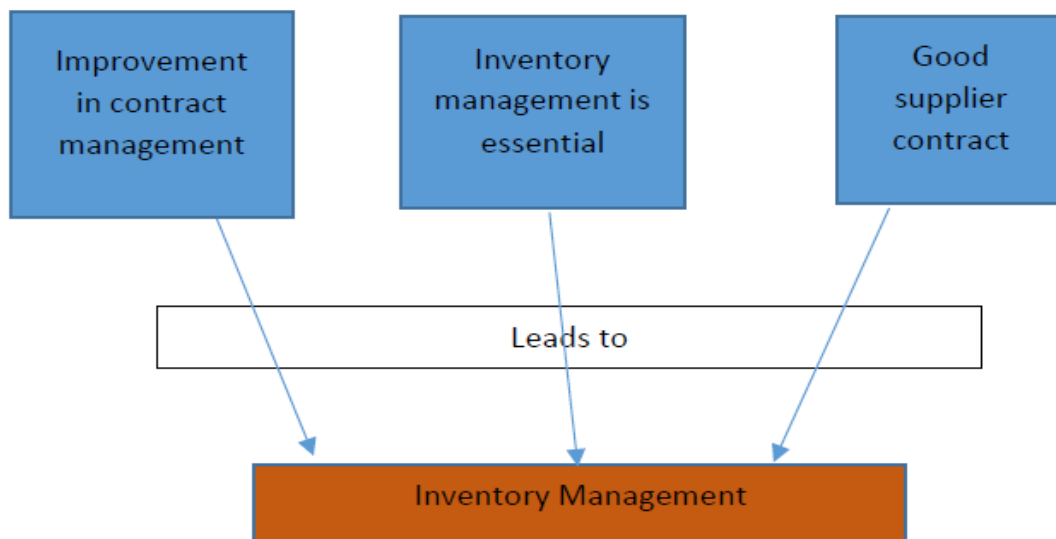 Improvement
in contract
management
Inventory
management is
essential
Good
supplier
contract
Leads to
Inventory Management